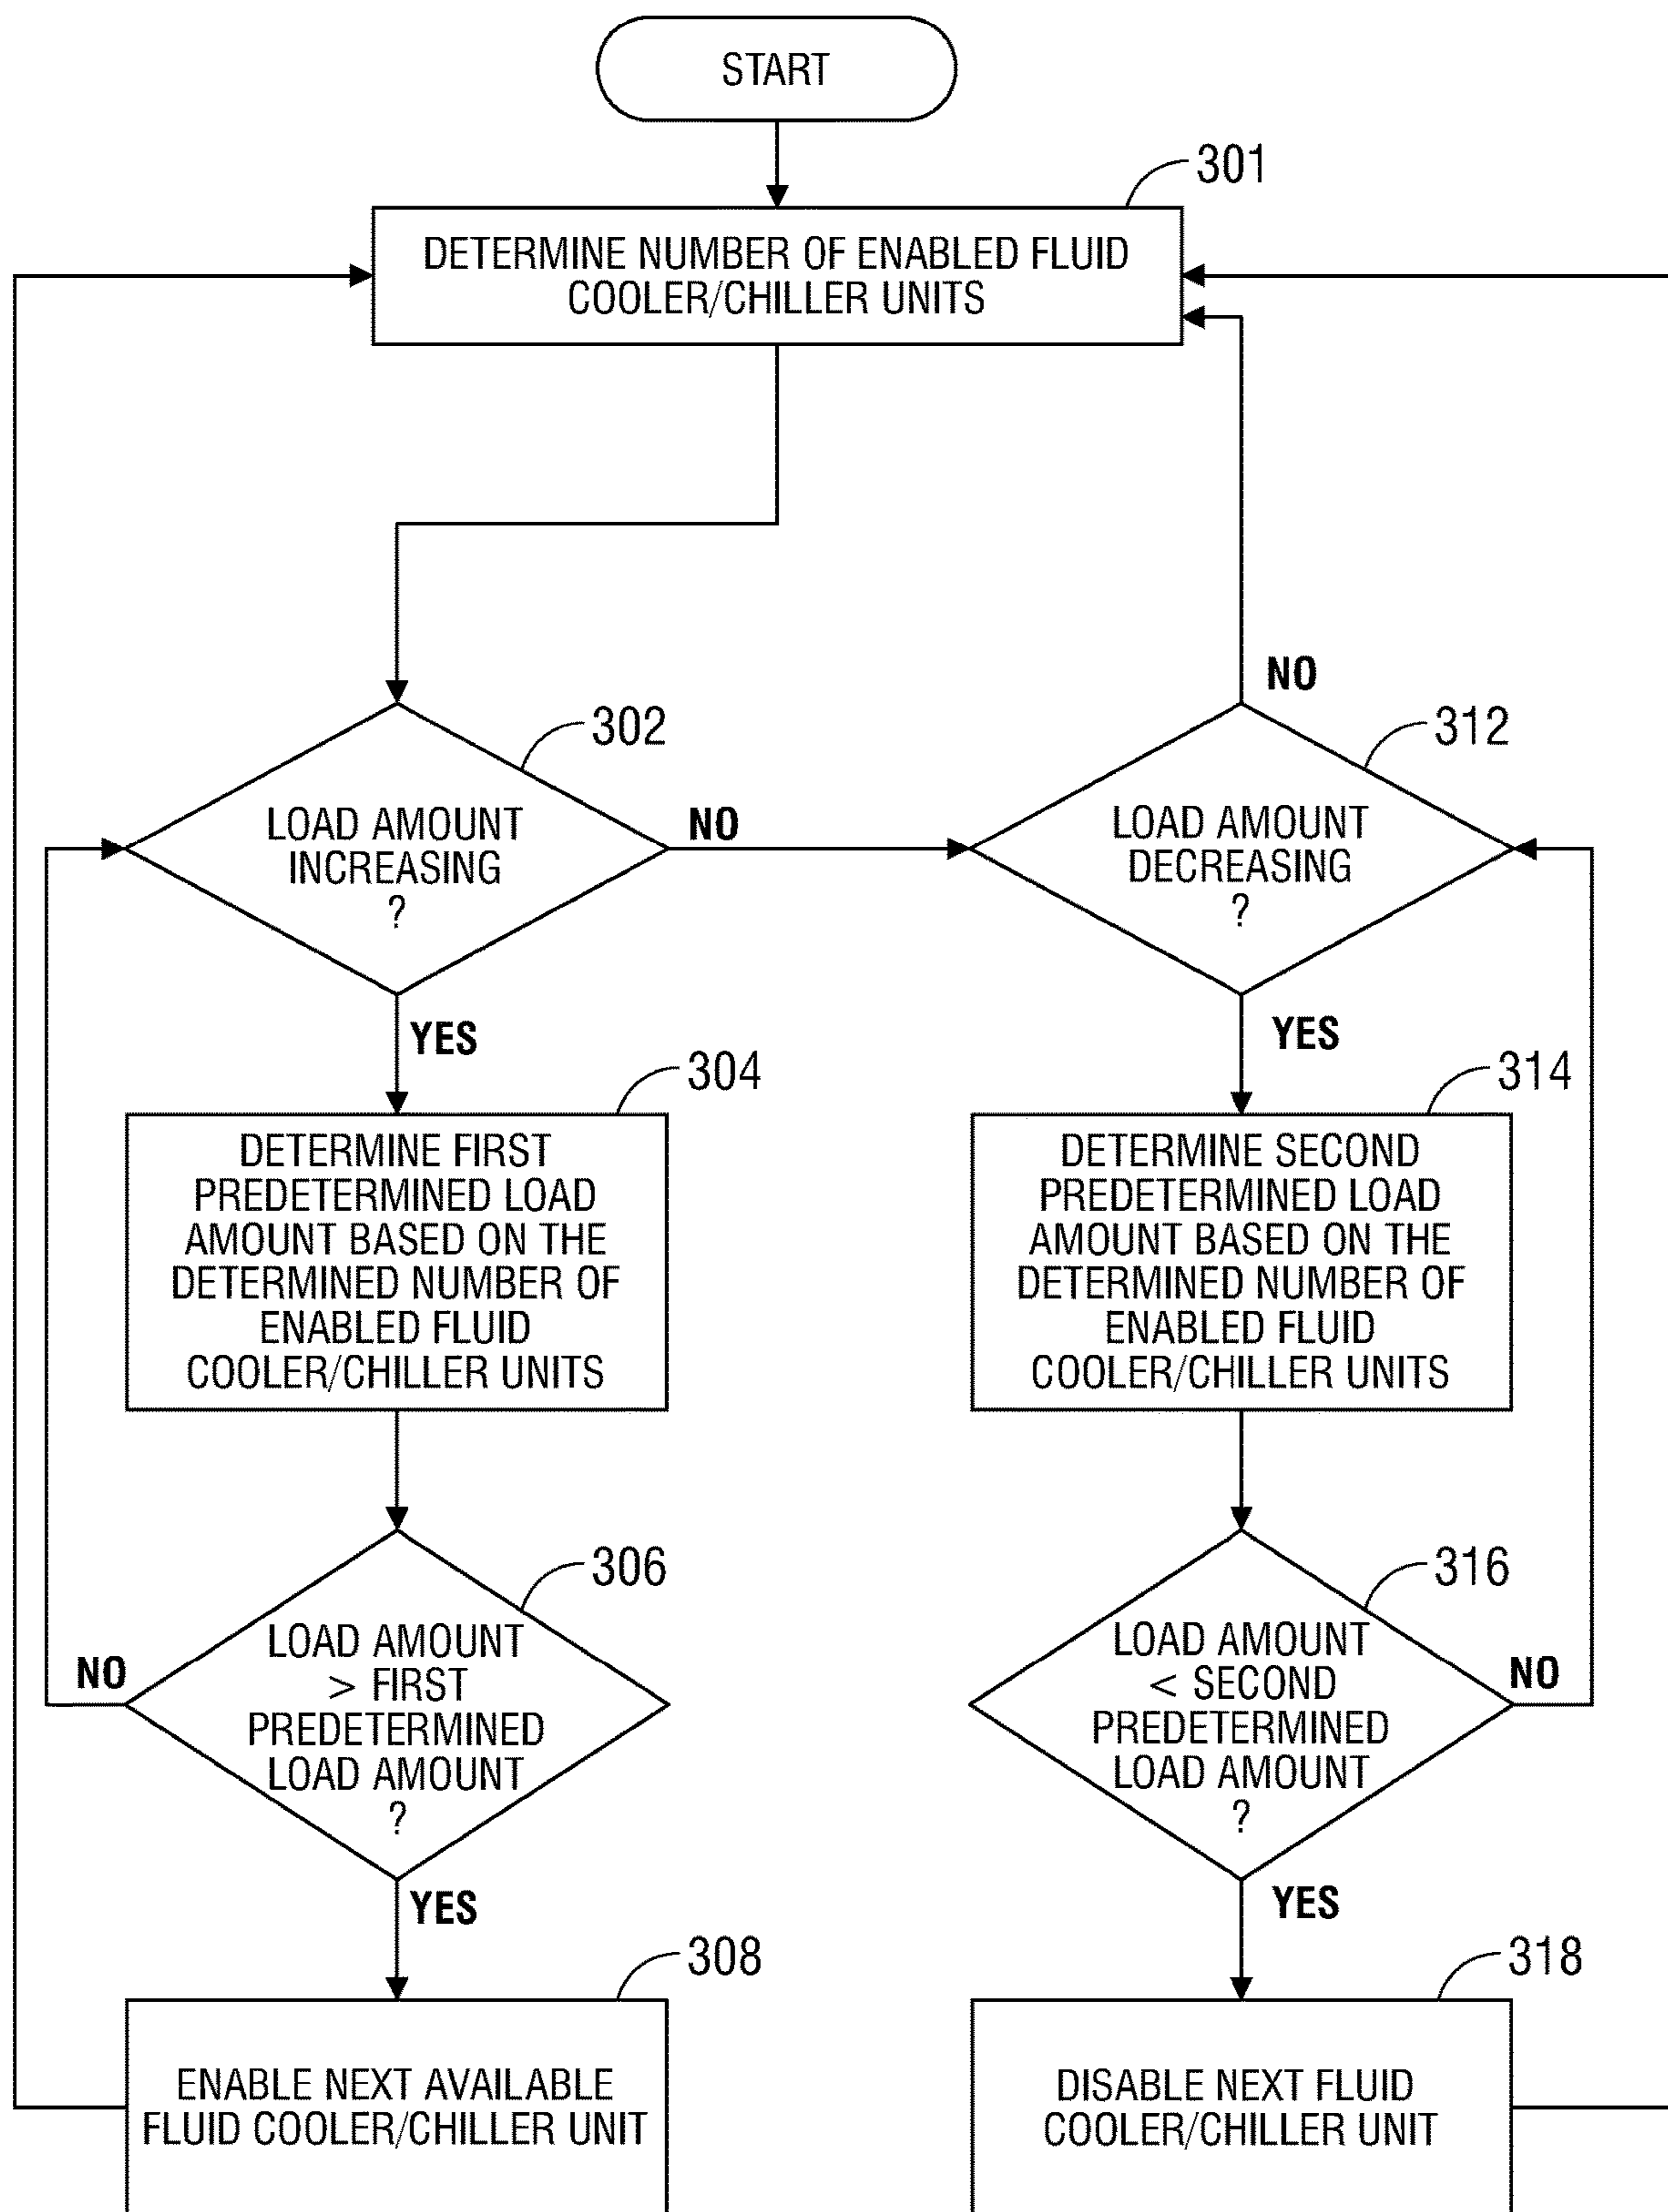 START
301
DETERMINE NUMBER OF ENABLED FLUID
COOLER/CHILLER UNITS
302
LOAD AMOUNT
INCREASING
?
NO
NO
312
LOAD AMOUNT
DECREASING
?
YES
YES
304
DETERMINE FIRST
PREDETERMINED LOAD
AMOUNT BASED ON THE
DETERMINED NUMBER OF
ENABLED FLUID
COOLER/CHILLER UNITS
314
DETERMINE SECOND
PREDETERMINED LOAD
AMOUNT BASED ON THE
DETERMINED NUMBER OF
ENABLED FLUID
COOLER/CHILLER UNITS
306
NO
LOAD AMOUNT
> FIRST
PREDETERMINED
LOAD AMOUNT
?
316
LOAD AMOUNT
< SECOND
PREDETERMINED
LOAD AMOUNT
?
NO
YES
YES
308
ENABLE NEXT AVAILABLE
FLUID COOLER/CHILLER UNIT
318
DISABLE NEXT FLUID
COOLER/CHILLER UNIT